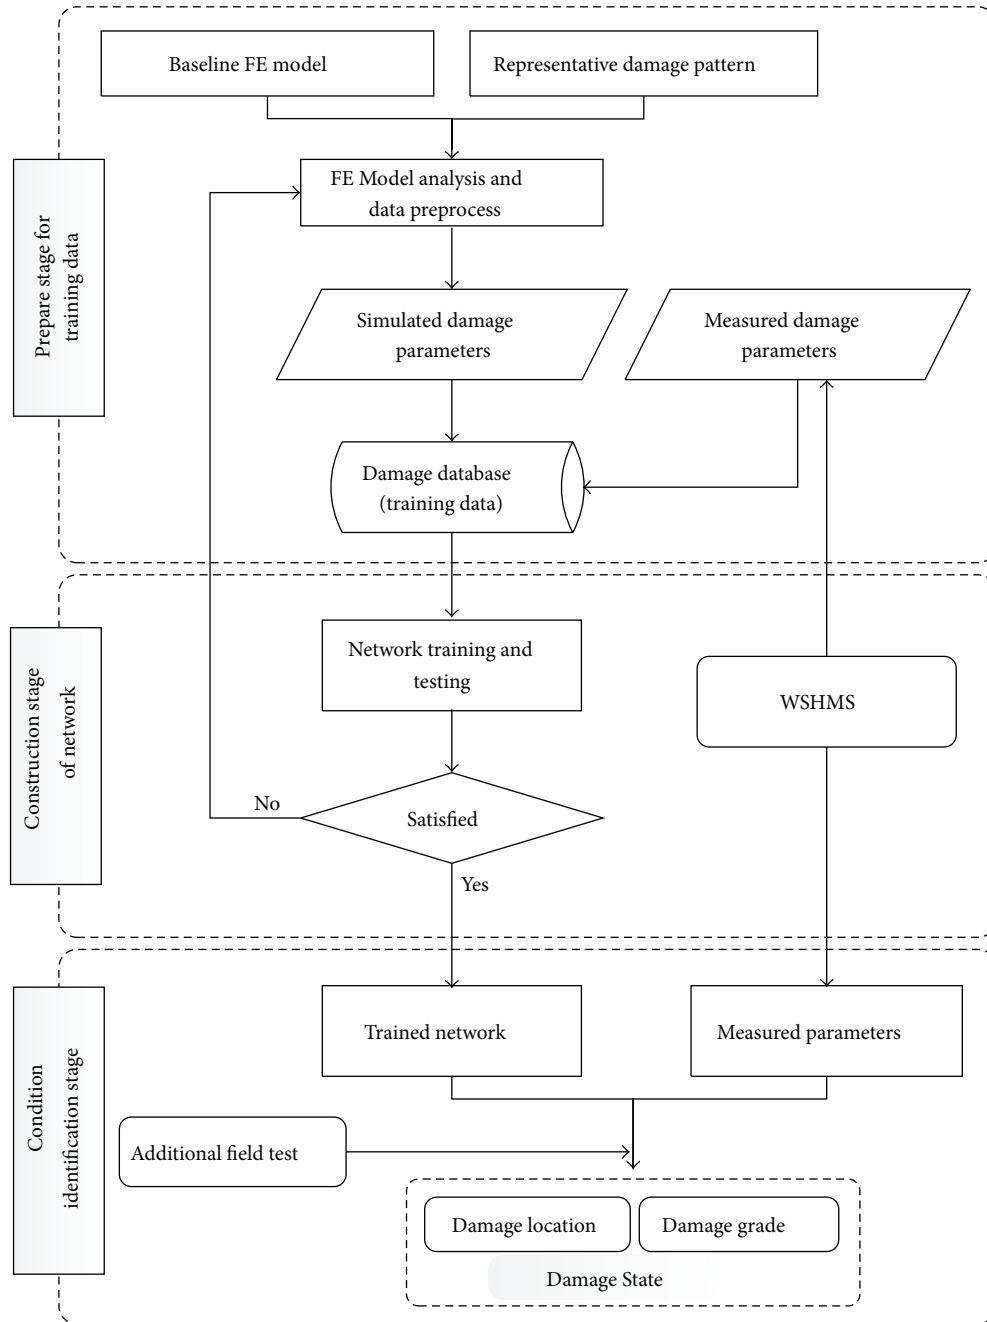 Baseline FE model
Representative damage pattern
FE Model analysis and
data preprocess
Prepare stage for
training data
Simulated damage
parameters
Measured damage
parameters
Damage database
(training data)
Construction stage
of network
Network training and
testing
WSHMS
No
Satisfied
Yes
Condition
identification stage
Trained network
Measured parameters
Additional field test
Damage location
Damage grade
Damage State